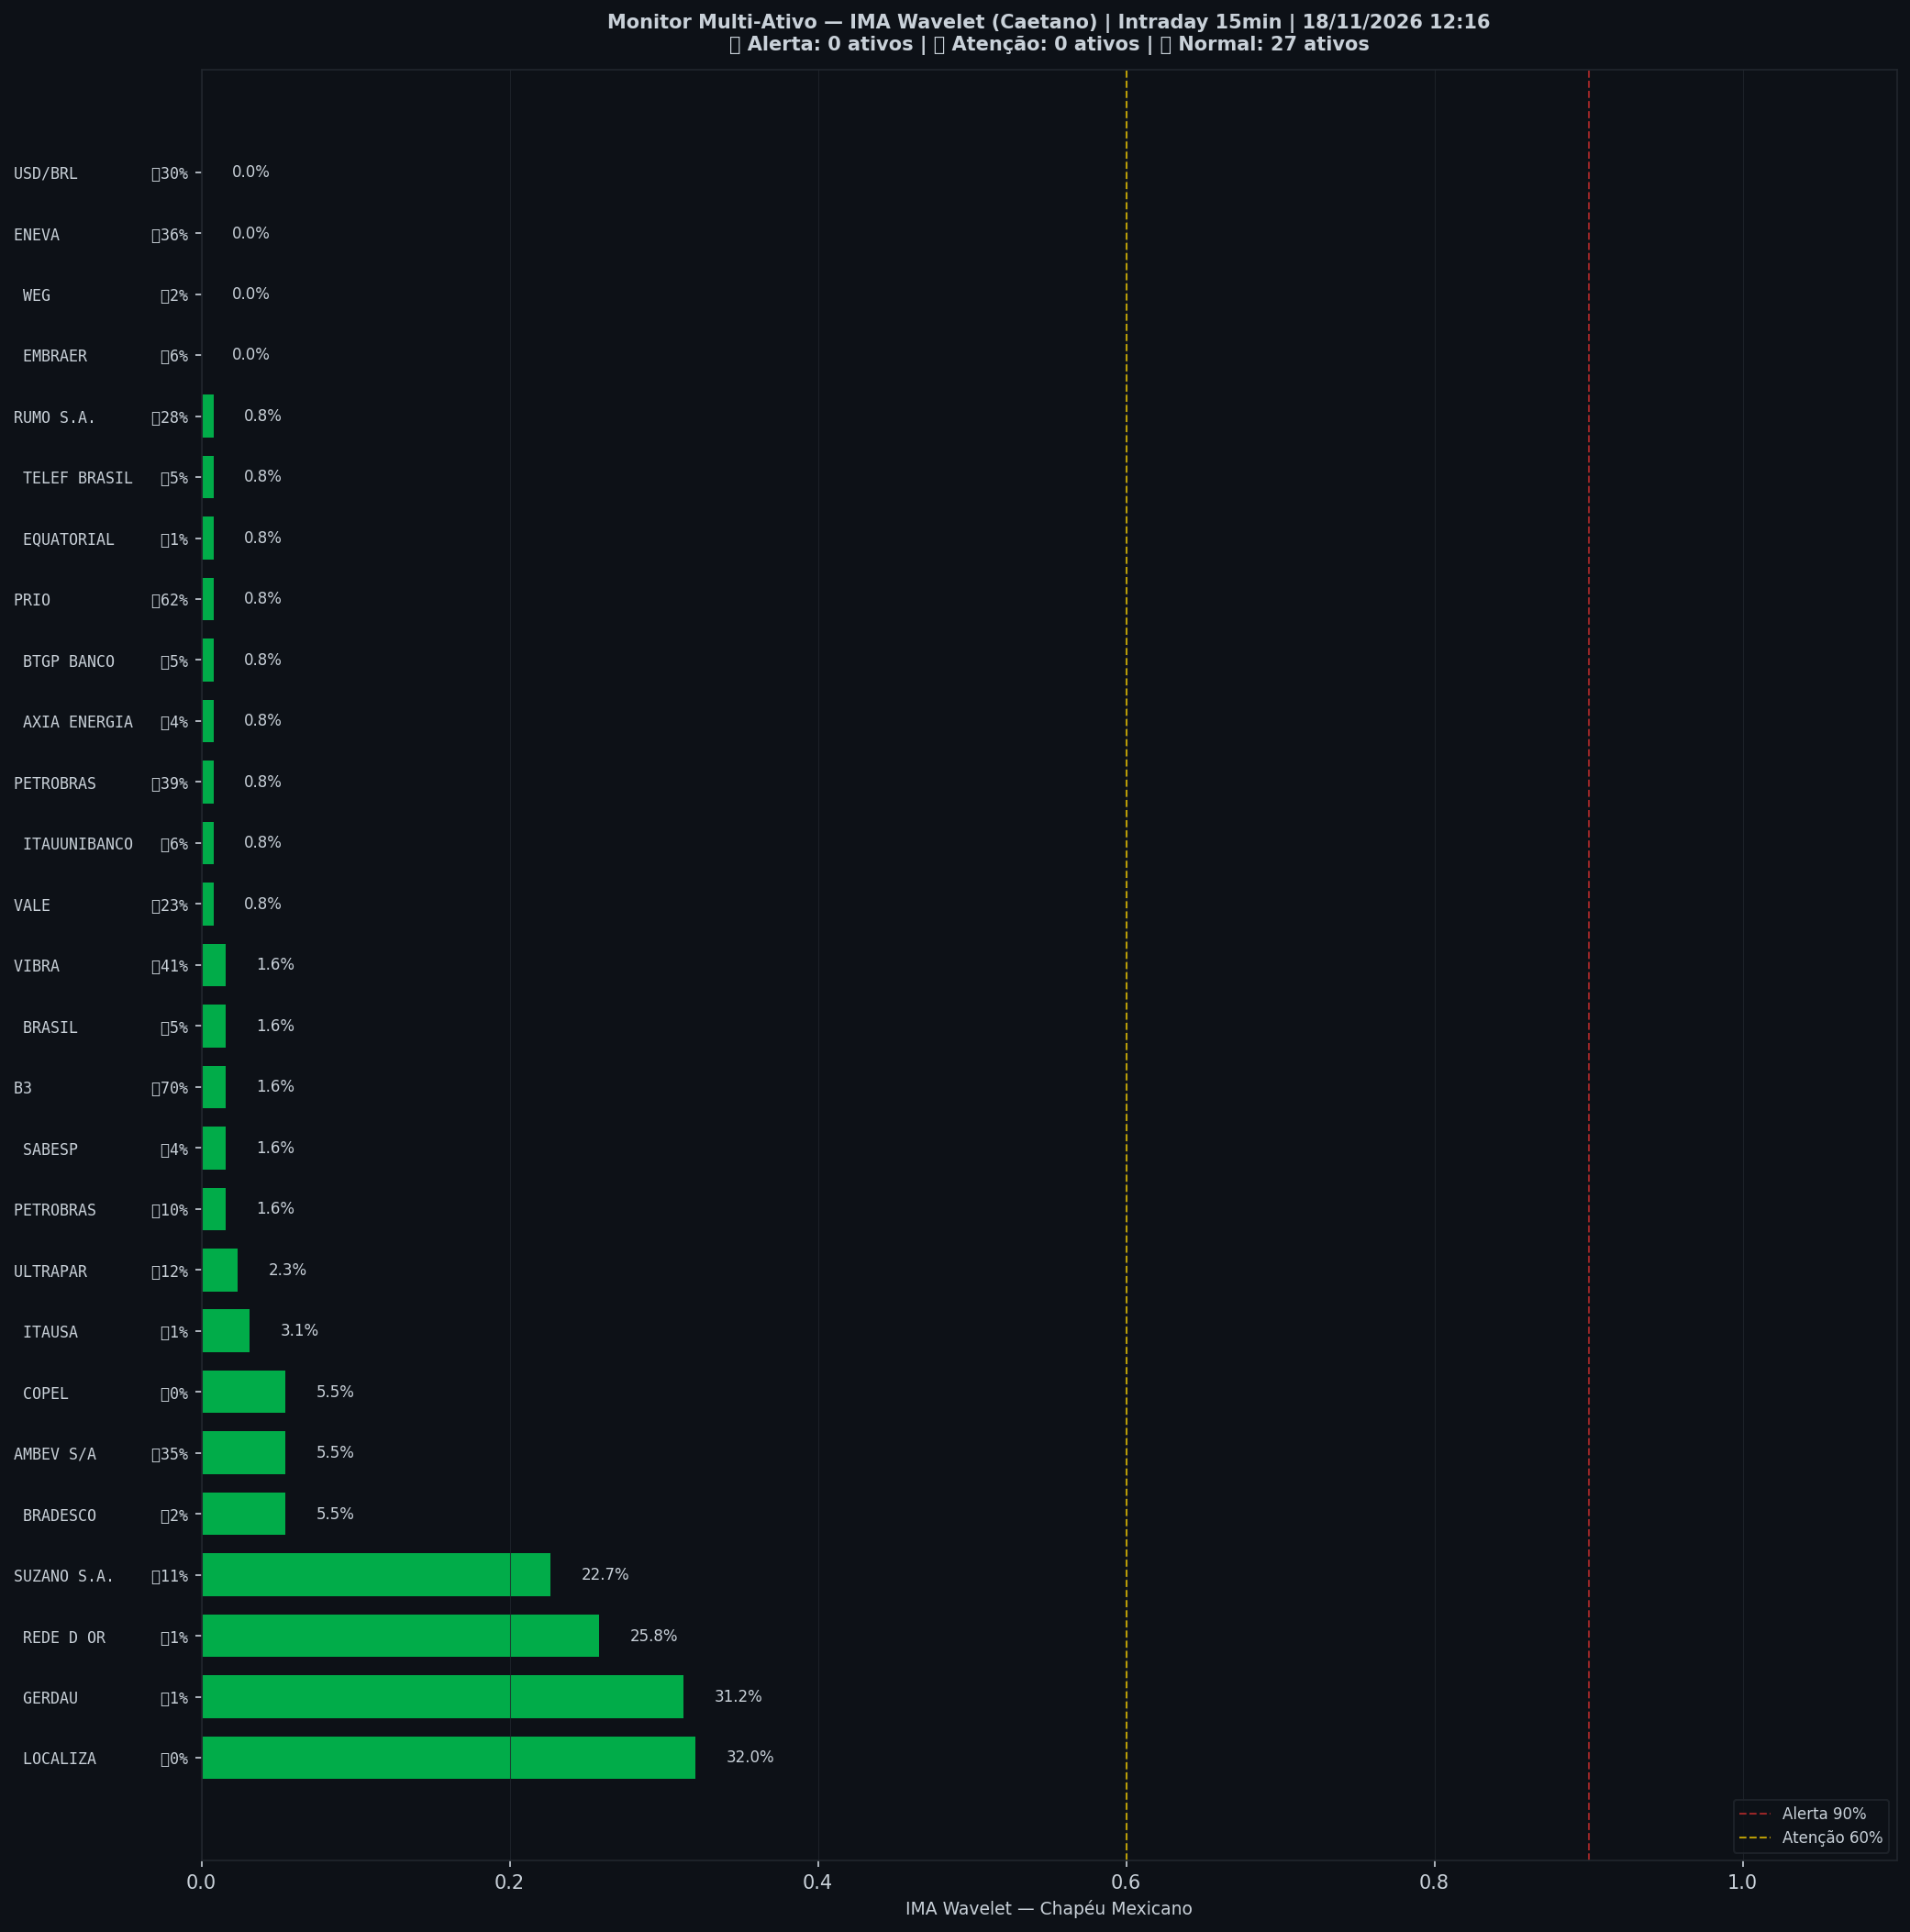 Monitor Multi-Ativo — IMA Wavelet (Caetano) | Intraday 15min | 18/11/2026 12:16
Alerta: 0 ativos | Atenção: 0 ativos | Normal: 27 ativos
USD/BRL 30% 0.0%
ENEVA 36% 0.0%
WEG 2% 0.0%
EMBRAER 6% 0.0%
RUMO S.A. 28% 0.8%
TELEF BRASIL 5% 0.8%
EQUATORIAL 1% 0.8%
PRIO 62% 0.8%
BTGP BANCO 5% 0.8%
AXIA ENERGIA 4% 0.8%
PETROBRAS 39% 0.8%
ITAUUNIBANCO 6% 0.8%
VALE 23% 0.8%
VIBRA 41% 1.6%
BRASIL 5% 1.6%
B3 70% 1.6%
SABESP 4% 1.6%
PETROBRAS 10% 1.6%
ULTRAPAR 12% 2.3%
ITAUSA 1% 3.1%
COPEL 0% 5.5%
AMBEV S/A 35% 5.5%
BRADESCO 2% 5.5%
SUZANO S.A. 11% 22.7%
REDE D OR 1% 25.8%
GERDAU 1% 31.2%
LOCALIZA 0% 32.0%
Alerta 90%
Atenção 60%
0.0 0.2 0.4 0.6 0.8 1.0
IMA Wavelet — Chapéu Mexicano